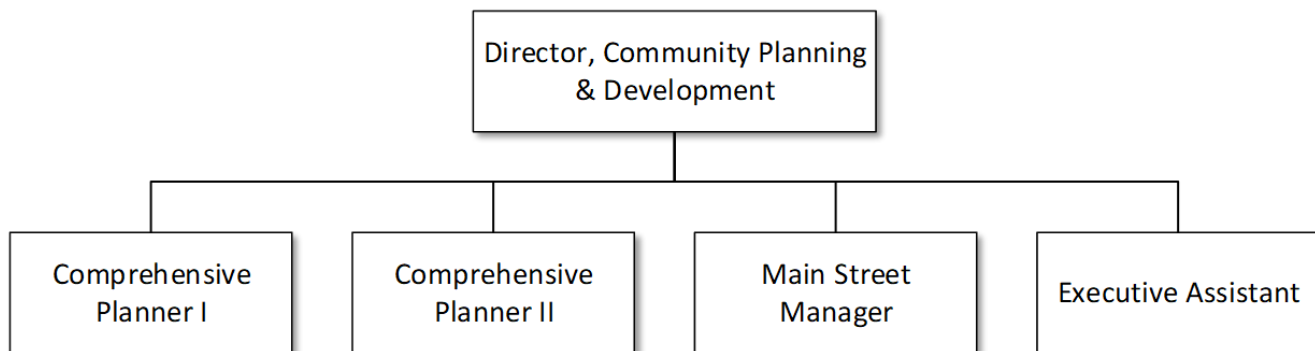 Director, Community Planning
& Development
Comprehensive
Planner I
Comprehensive
Planner II
Main Street
Manager
Executive Assistant